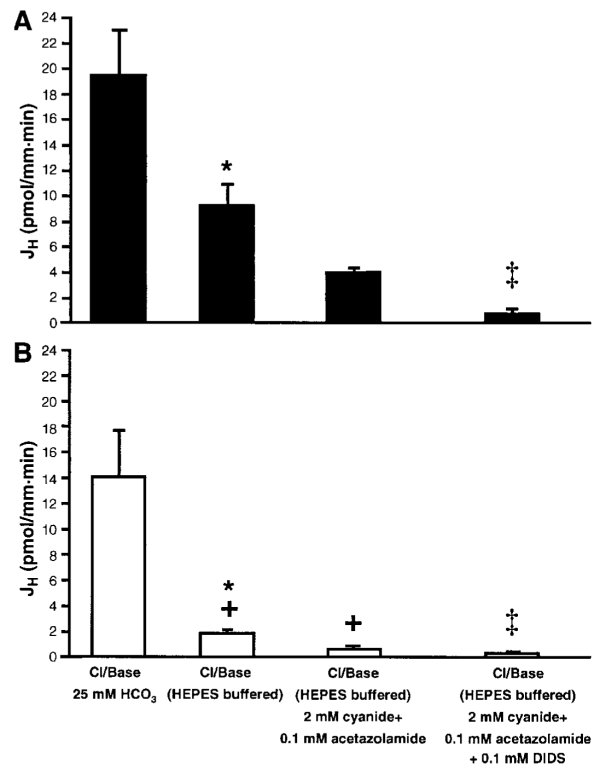 A
24
22
20
18
16
14
12
10
8
6
4
2
0
J_H (pmol/mm·min)
*
‡
B
24
22
20
18
16
14
12
10
8
6
4
2
0
J_H (pmol/mm·min)
*
+
+
‡
Cl/Base
25 mM HCO₃
Cl/Base
(HEPES buffered)
Cl/Base
(HEPES buffered)
2 mM cyanide+
0.1 mM acetazolamide
Cl/Base
(HEPES buffered)
2 mM cyanide+
0.1 mM acetazolamide
+ 0.1 mM DIDS